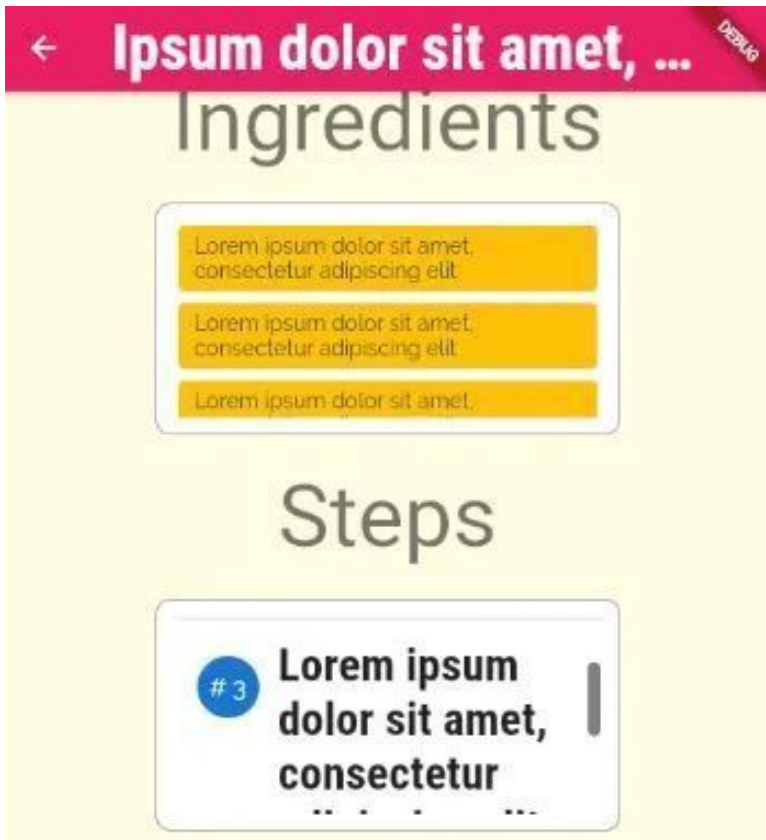 Ipsum dolor sit amet, ...
DEBUG
Ingredients
Lorem ipsum dolor sit amet,
consectetur adipiscing elit
Lorem ipsum dolor sit amet,
consectetur adipiscing elit
Lorem ipsum dolor sit amet,
Steps
# 3
Lorem ipsum
dolor sit amet,
consectetur